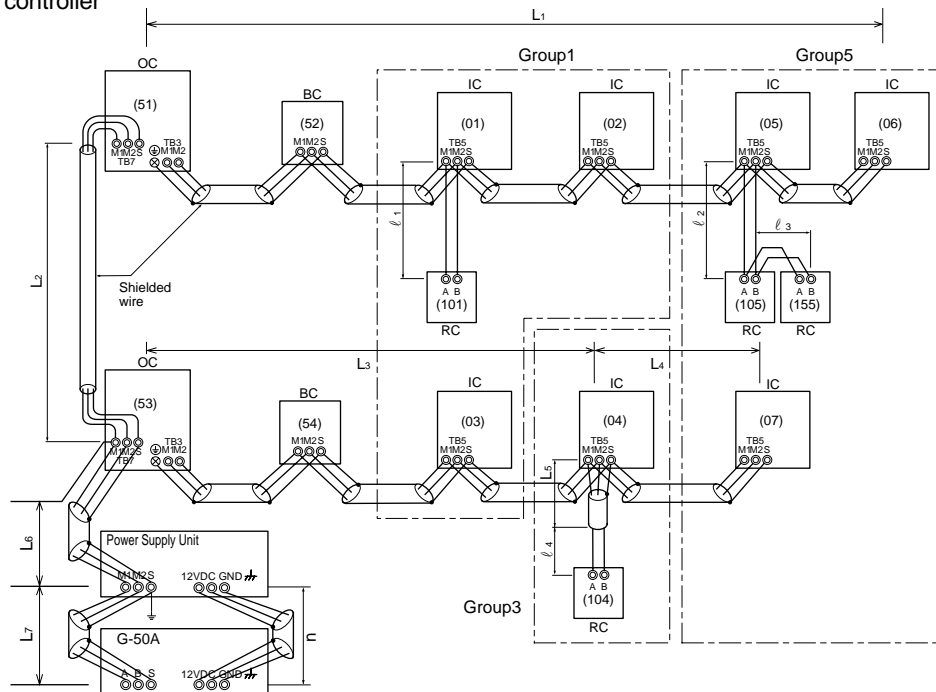 controller
L1
Group1
Group5
OC
IC
IC
IC
IC
BC
(51)
(52)
(01)
(02)
(05)
(06)
TB3
M1M2S
M1M2
TB7
M1M2S
TB5
M1M2S
TB5
M1M2S
TB5
M1M2S
TB5
M1M2S
L2
Shielded
wire
ℓ 1
ℓ 2
ℓ 3
A B
(101)
RC
A B
(105)
RC
A B
(155)
RC
L3
L4
OC
BC
IC
IC
IC
(53)
(54)
(03)
(04)
(07)
TB3
M1M2S
M1M2
TB7
M1M2S
TB5
M1M2S
TB5
M1M2S
TB5
M1M2S
L5
ℓ 4
L6
Power Supply Unit
M1M2S
12VDC GND
A B
(104)
RC
Group3
L7
n
G-50A
A B S
12VDC GND